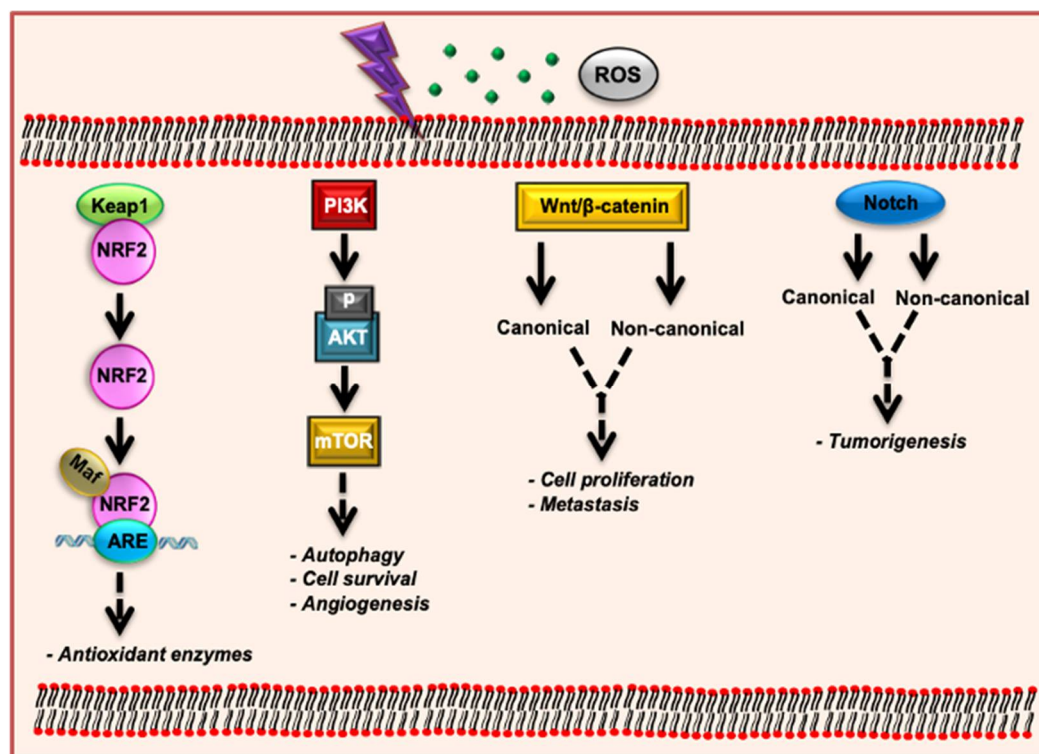 ROS
Keap1
NRF2
NRF2
Maf
NRF2
ARE
- Antioxidant enzymes
PI3K
P
AKT
mTOR
- Autophagy
- Cell survival
- Angiogenesis
Wnt/β-catenin
Canonical
Non-canonical
- Cell proliferation
- Metastasis
Notch
Canonical
Non-canonical
- Tumorigenesis